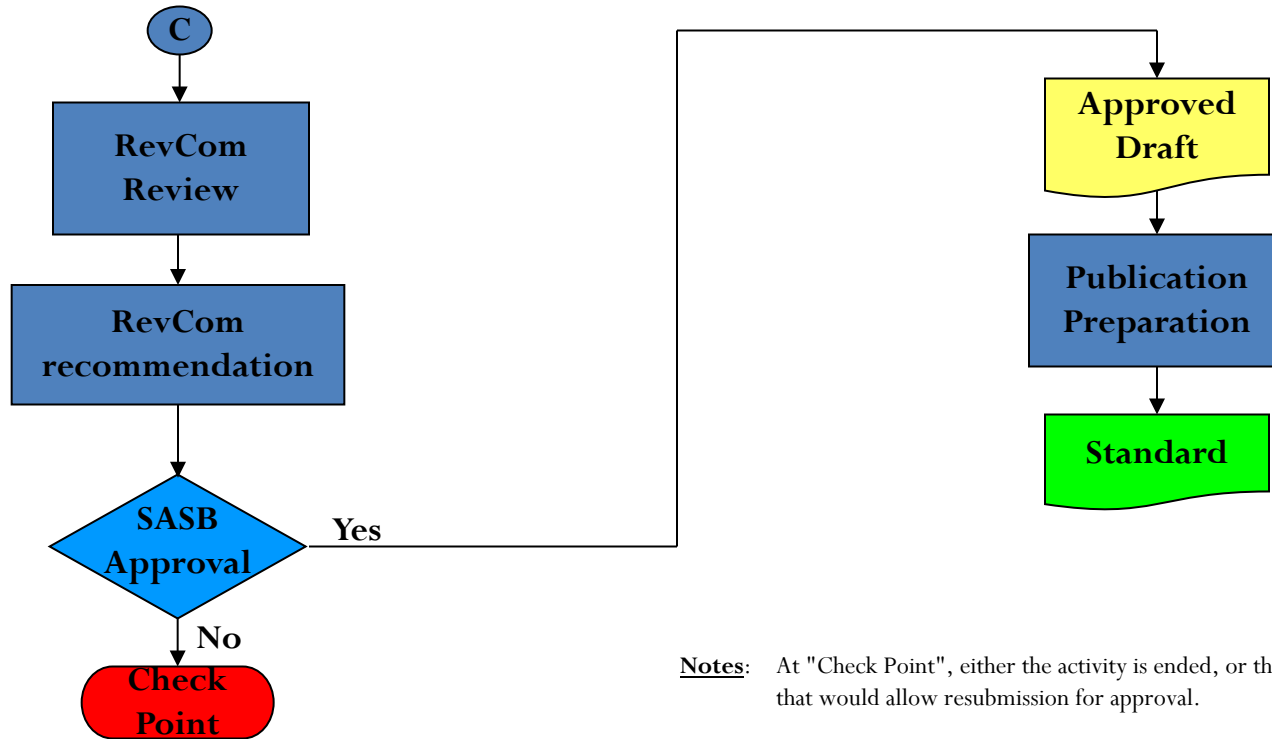 C
RevCom
Review
RevCom
recommendation
SASB
Approval
Yes
No
Check
Point
Approved
Draft
Publication
Preparation
Standard
Notes: At "Check Point", either the activity is ended, or th
that would allow resubmission for approval.